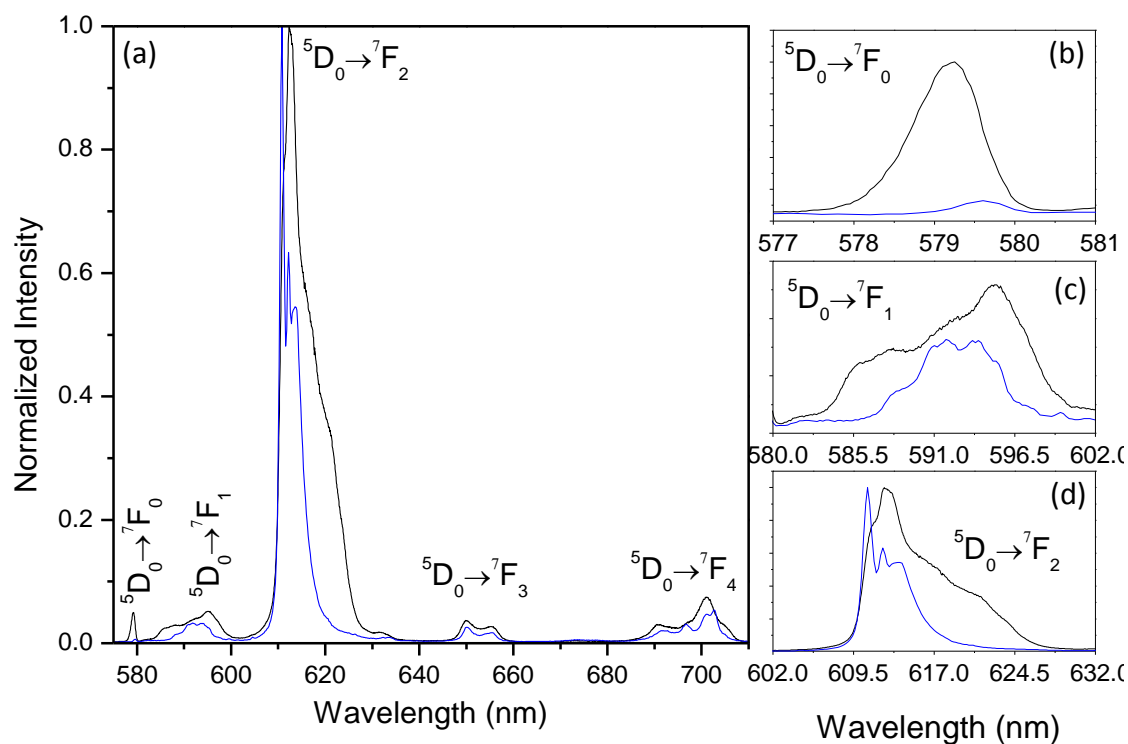 (a)
⁵D₀→⁷F₂
1.0
0.8
0.6
0.4
0.2
0.0
Normalized Intensity
⁵D₀→⁷F₀
⁵D₀→⁷F₁
⁵D₀→⁷F₃
⁵D₀→⁷F₄
580 600 620 640 660 680 700
Wavelength (nm)
⁵D₀→⁷F₀
(b)
577 578 579 580 581
⁵D₀→⁷F₁
(c)
580.0 585.5 591.0 596.5 602.0
(d)
⁵D₀→⁷F₂
602.0 609.5 617.0 624.5 632.0
Wavelength (nm)